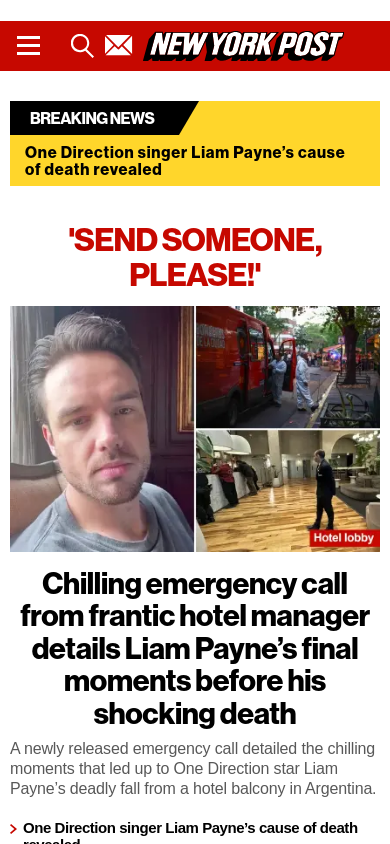 NEW YORK POST
BREAKING NEWS
One Direction singer Liam Payne’s cause
of death revealed
'SEND SOMEONE,
PLEASE!'
Hotel lobby
Chilling emergency call
from frantic hotel manager
details Liam Payne’s final
moments before his
shocking death
A newly released emergency call detailed the chilling
moments that led up to One Direction star Liam
Payne’s deadly fall from a hotel balcony in Argentina.
One Direction singer Liam Payne’s cause of death
revealed